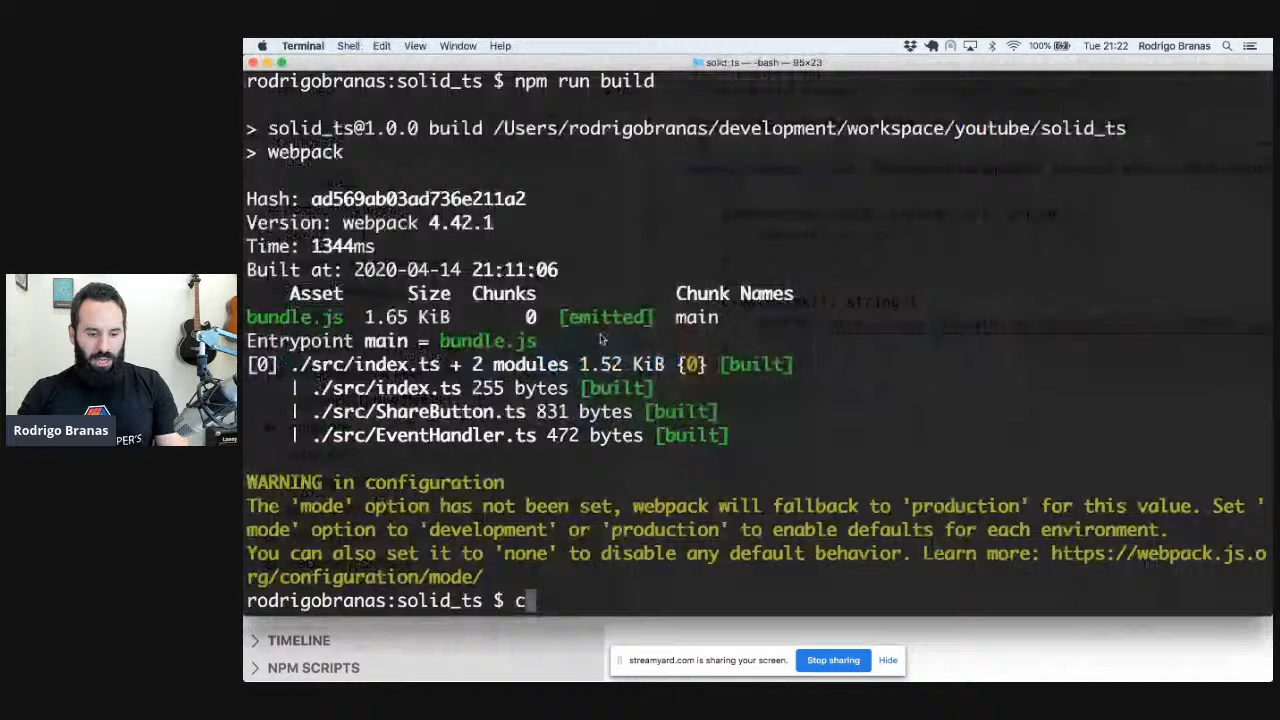 Terminal Shell Edit View Window Help 100% Tue 21:22 Rodrigo Branas
solid_ts — -bash — 95×23
rodrigobranas:solid_ts $ npm run build
> solid_ts@1.0.0 build /Users/rodrigobranas/development/workspace/youtube/solid_ts
> webpack
Hash: ad569ab03ad736e211a2
Version: webpack 4.42.1
Time: 1344ms
Built at: 2020-04-14 21:11:06
Asset Size Chunks Chunk Names
bundle.js 1.65 KiB 0 [emitted] main
Entrypoint main = bundle.js
[0] ./src/index.ts + 2 modules 1.52 KiB {0} [built]
| ./src/index.ts 255 bytes [built]
| ./src/ShareButton.ts 831 bytes [built]
| ./src/EventHandler.ts 472 bytes [built]
WARNING in configuration
The 'mode' option has not been set, webpack will fallback to 'production' for this value. Set '
mode' option to 'development' or 'production' to enable defaults for each environment.
You can also set it to 'none' to disable any default behavior. Learn more: https://webpack.js.o
rg/configuration/mode/
rodrigobranas:solid_ts $ c
TIMELINE
NPM SCRIPTS
streamyard.com is sharing your screen. Stop sharing Hide
Rodrigo Branas
PER'S